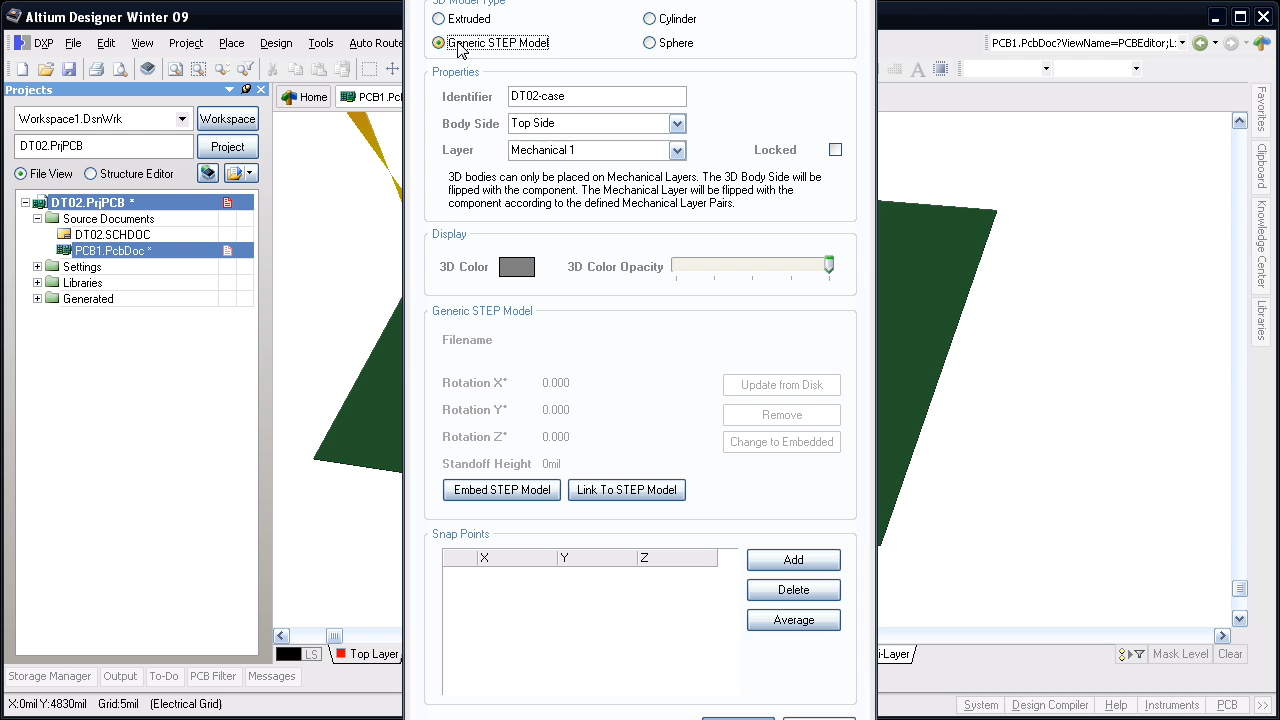 Altium Designer Winter 09
DXP File Edit View Project Place Design Tools Auto Route
PCB1.PcbDoc?ViewName=PCBEditor;L:
Projects
Workspace1.DsnWrk Workspace
DT02.PrjPCB Project
File View Structure Editor
DT02.PrjPCB *
Source Documents
DT02.SCHDOC
PCB1.PcbDoc *
Settings
Libraries
Generated
Home PCB1.Pcl
3D Model Type
Extruded Cylinder
Generic STEP Model Sphere
Properties
Identifier DT02-case
Body Side Top Side
Layer Mechanical 1 Locked
3D bodies can only be placed on Mechanical Layers. The 3D Body Side will be
flipped with the component. The Mechanical Layer will be flipped with the
component according to the defined Mechanical Layer Pairs.
Display
3D Color 3D Color Opacity
Generic STEP Model
Filename
Rotation X° 0.000 Update from Disk
Rotation Y° 0.000 Remove
Rotation Z° 0.000 Change to Embedded
Standoff Height 0mil
Embed STEP Model Link To STEP Model
Snap Points
X Y Z
Add
Delete
Average
Favorites
Clipboard
Knowledge Center
Libraries
LS Top Layer i-Layer Mask Level Clear
Storage Manager Output To-Do PCB Filter Messages
X:0mil Y:4830mil Grid:5mil (Electrical Grid)
System Design Compiler Help Instruments PCB >>